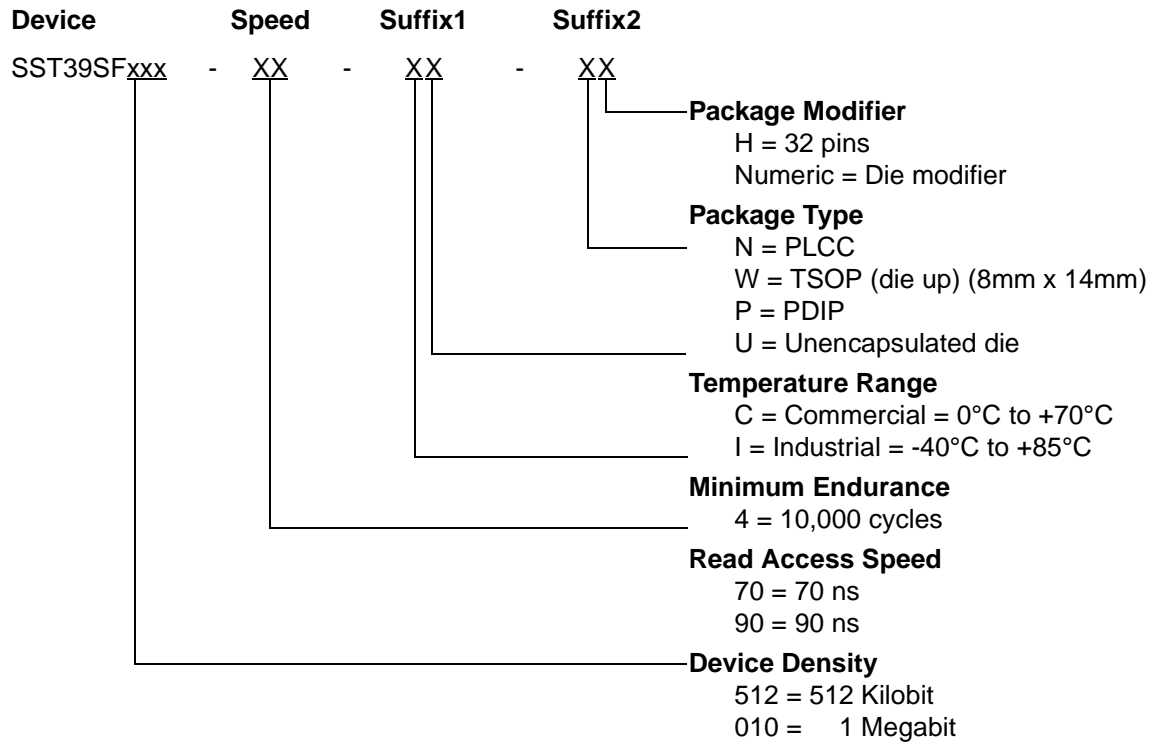 Device Speed Suffix1 Suffix2
SST39SFxxx - XX - XX - XX
Package Modifier
H = 32 pins
Numeric = Die modifier
Package Type
N = PLCC
W = TSOP (die up) (8mm x 14mm)
P = PDIP
U = Unencapsulated die
Temperature Range
C = Commercial = 0°C to +70°C
I = Industrial = -40°C to +85°C
Minimum Endurance
4 = 10,000 cycles
Read Access Speed
70 = 70 ns
90 = 90 ns
Device Density
512 = 512 Kilobit
010 = 1 Megabit